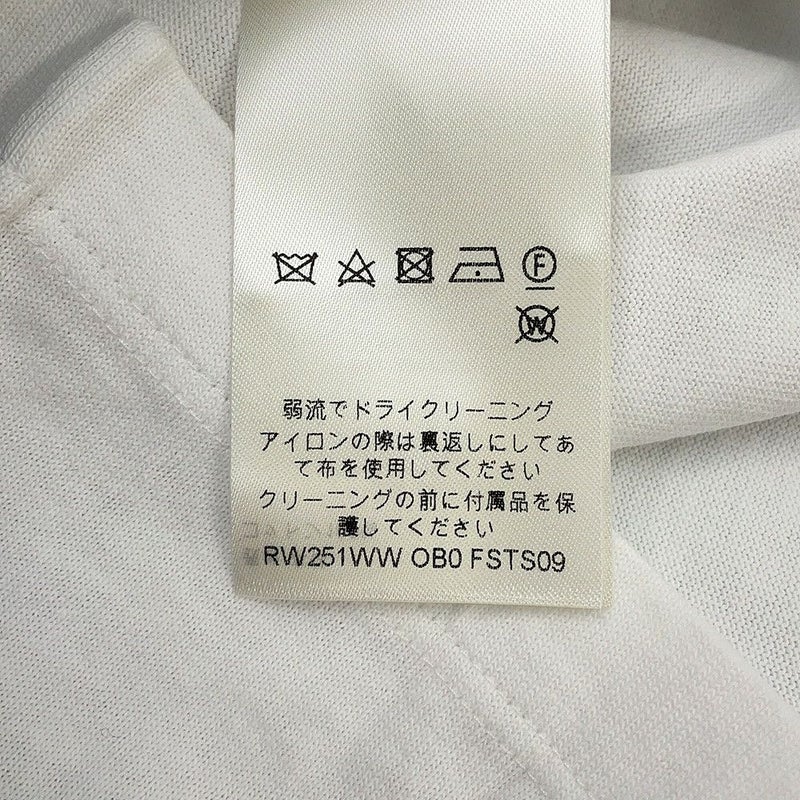 F
W
弱流でドライクリーニング
アイロンの際は裏返しにしてあ
て布を使用してください
クリーニングの前に付属品を保
護してください
RW251WW OB0 FSTS09